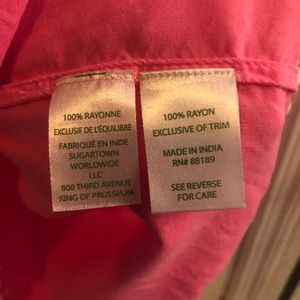 100% RAYONNE
EXCLUSIF DE L'ÉQUILIBRE
FABRIQUÉ EN INDE
SUGARTOWN
WORLDWIDE
LLC
800 THIRD AVENUE
KING OF PRUSSIA,PA
100% RAYON
EXCLUSIVE OF TRIM
MADE IN INDIA
RN# 88189
SEE REVERSE
FOR CARE